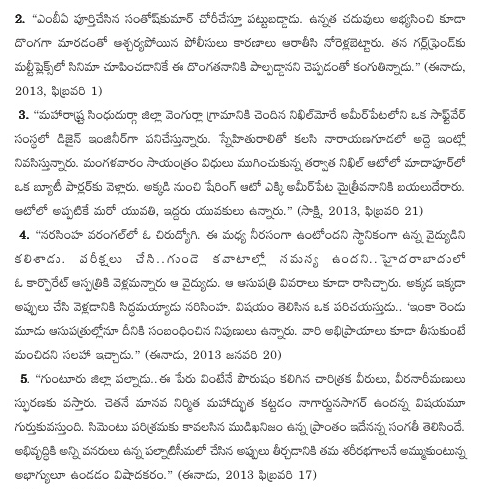 2. "ఎంబీఏ పూర్తిచేసిన సంతోష్‌కుమార్ చోరీచేస్తూ పట్టుబడ్డాడు. ఉన్నత చదువులు అభ్యసించి కూడా
దొంగగా మారడంతో ఆశ్చర్యపోయిన పోలీసులు కారణాలు ఆరాతీసి నోరెళ్లబెట్టారు. తన గర్ల్‌ఫ్రెండ్‌కు
మల్టీప్లెక్స్‌లో సినిమా చూపించడానికే ఈ దొంగతనానికి పాల్పడ్డానని చెప్పడంతో కంగుతిన్నాడు." (ఈనాడు,
2013, ఫిబ్రవరి 1)
3. "మహారాష్ట్ర సింధుదుర్గా జిల్లా వెంగుర్లా గ్రామానికి చెందిన నిఖిల్‌మోరే అమీర్‌పేటలోని ఒక సాఫ్ట్‌వేర్
సంస్థలో డిజైన్ ఇంజినీర్‌గా పనిచేస్తున్నారు. స్నేహితురాలితో కలసి నారాయణగూడలో అద్దె ఇంట్లో
నివసిస్తున్నారు. మంగళవారం సాయంత్రం విధులు ముగించుకున్న తర్వాత నిఖిల్ ఆటోలో మాదాపూర్‌లో
ఒక బ్యూటీ పార్లర్‌కు వెళ్లారు. అక్కడి నుంచి షేరింగ్ ఆటో ఎక్కి అమీర్‌పేట మైత్రీవనానికి బయలుదేరారు.
ఆటోలో అప్పటికే మరో యువతి, ఇద్దరు యువకులు ఉన్నారు." (సాక్షి, 2013, ఫిబ్రవరి 21)
4. "నరసింహ వరంగల్‌లో ఓ చిరుద్యోగి. ఈ మధ్య నీరసంగా ఉంటోందని స్థానికంగా ఉన్న వైద్యుడిని
కలిశాడు. పరీక్షలు చేసి..గుండె కవాటాల్లో సమస్య ఉందని..హైదరాబాదులో
ఓ కార్పొరేట్ ఆస్పత్రికి వెళ్లమన్నారు ఆ వైద్యుడు. ఆ ఆసుపత్రి వివరాలు కూడా రాసిచ్చారు. అక్కడ ఇక్కడా
అప్పులు చేసి వెళ్లడానికి సిద్ధమయ్యాడు నరసింహ. విషయం తెలిసిన ఒక పరిచయస్తుడు.. 'ఇంకా రెండు
మూడు ఆసుపత్రుల్లోనూ దీనికి సంబంధించిన నిపుణులు ఉన్నారు. వారి అభిప్రాయాలు కూడా తీసుకుంటే
మంచిదని సలహా ఇచ్చాడు." (ఈనాడు, 2013 జనవరి 20)
5. "గుంటూరు జిల్లా పల్నాడు..ఈ పేరు వింటేనే పౌరుషం కలిగిన చారిత్రక వీరులు, వీరనారీమణులు
స్ఫురణకు వస్తారు. చెంతనే మానవ నిర్మిత మహాద్భుత కట్టడం నాగార్జునసాగర్ ఉందన్న విషయమూ
గుర్తుకువస్తుంది. సిమెంటు పరిశ్రమకు కావలసిన ముడిఖనిజం ఉన్న ప్రాంతం ఇదేనన్న సంగతీ తెలిసిందే.
అభివృద్ధికి అన్ని వనరులు ఉన్న పల్నాటిసీమలో చేసిన అప్పులు తీర్చడానికి తమ శరీరభాగాలనే అమ్ముకుంటున్న
అభాగ్యులూ ఉండడం విషాదకరం." (ఈనాడు, 2013 ఫిబ్రవరి 17)